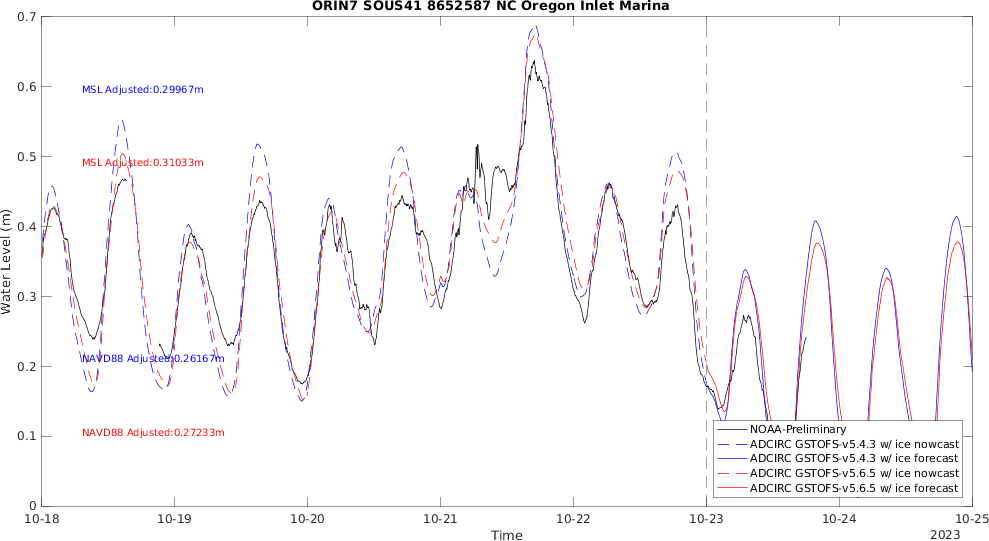 ORIN7 SOUS41 8652587 NC Oregon Inlet Marina
0.7
0.6
0.5
0.4
0.3
0.2
0.1
0
Water Level (m)
MSL Adjusted:0.29967m
MSL Adjusted:0.31033m
NAVD88 Adjusted:0.26167m
NAVD88 Adjusted:0.27233m
NOAA-Preliminary
ADCIRC GSTOFS-v5.4.3 w/ ice nowcast
ADCIRC GSTOFS-v5.4.3 w/ ice forecast
ADCIRC GSTOFS-v5.6.5 w/ ice nowcast
ADCIRC GSTOFS-v5.6.5 w/ ice forecast
10-18 10-19 10-20 10-21 10-22 10-23 10-24 10-25
Time
2023